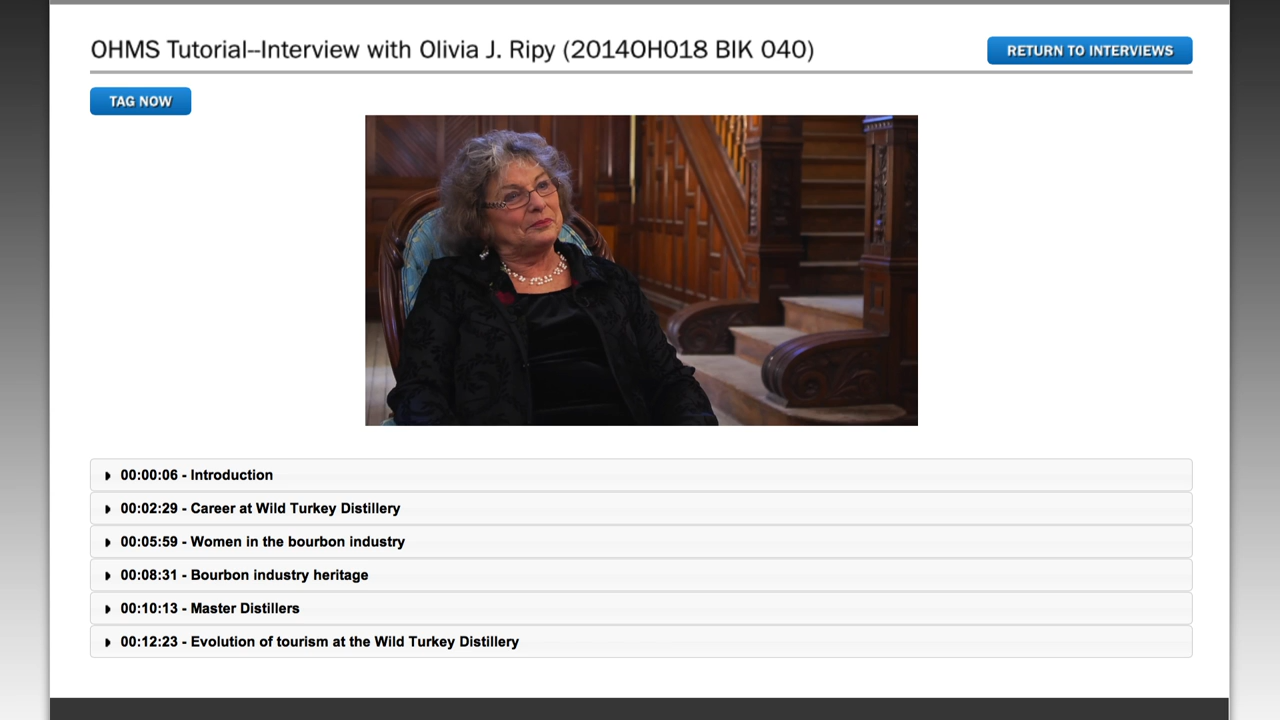 OHMS Tutorial--Interview with Olivia J. Ripy (2014OH018 BIK 040)
RETURN TO INTERVIEWS
TAG NOW
00:00:06 - Introduction
00:02:29 - Career at Wild Turkey Distillery
00:05:59 - Women in the bourbon industry
00:08:31 - Bourbon industry heritage
00:10:13 - Master Distillers
00:12:23 - Evolution of tourism at the Wild Turkey Distillery